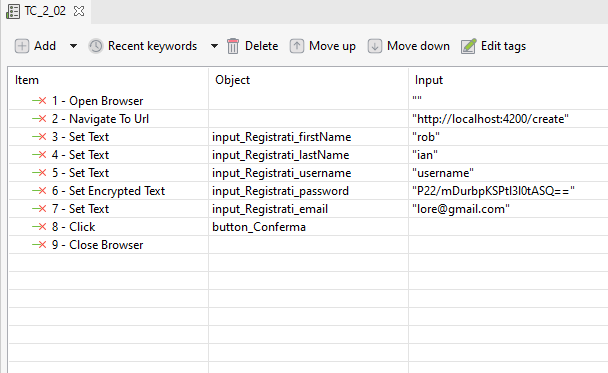 TC_2_02
Add Recent keywords Delete Move up Move down Edit tags
Item Object Input
1 - Open Browser ""
2 - Navigate To Url "http://localhost:4200/create"
3 - Set Text input_Registrati_firstName "rob"
4 - Set Text input_Registrati_lastName "ian"
5 - Set Text input_Registrati_username "username"
6 - Set Encrypted Text input_Registrati_password "P22/mDurbpKSPtI3I0tASQ=="
7 - Set Text input_Registrati_email "lore@gmail.com"
8 - Click button_Conferma
9 - Close Browser